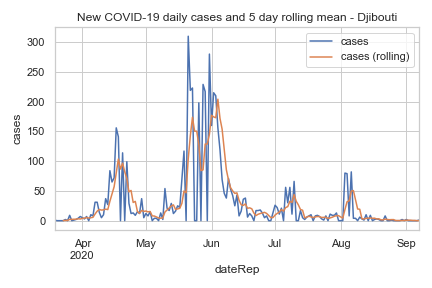 New COVID-19 daily cases and 5 day rolling mean - Djibouti
cases
cases (rolling)
300
250
200
150
100
50
0
cases
Apr
2020
May
Jun
Jul
Aug
Sep
dateRep